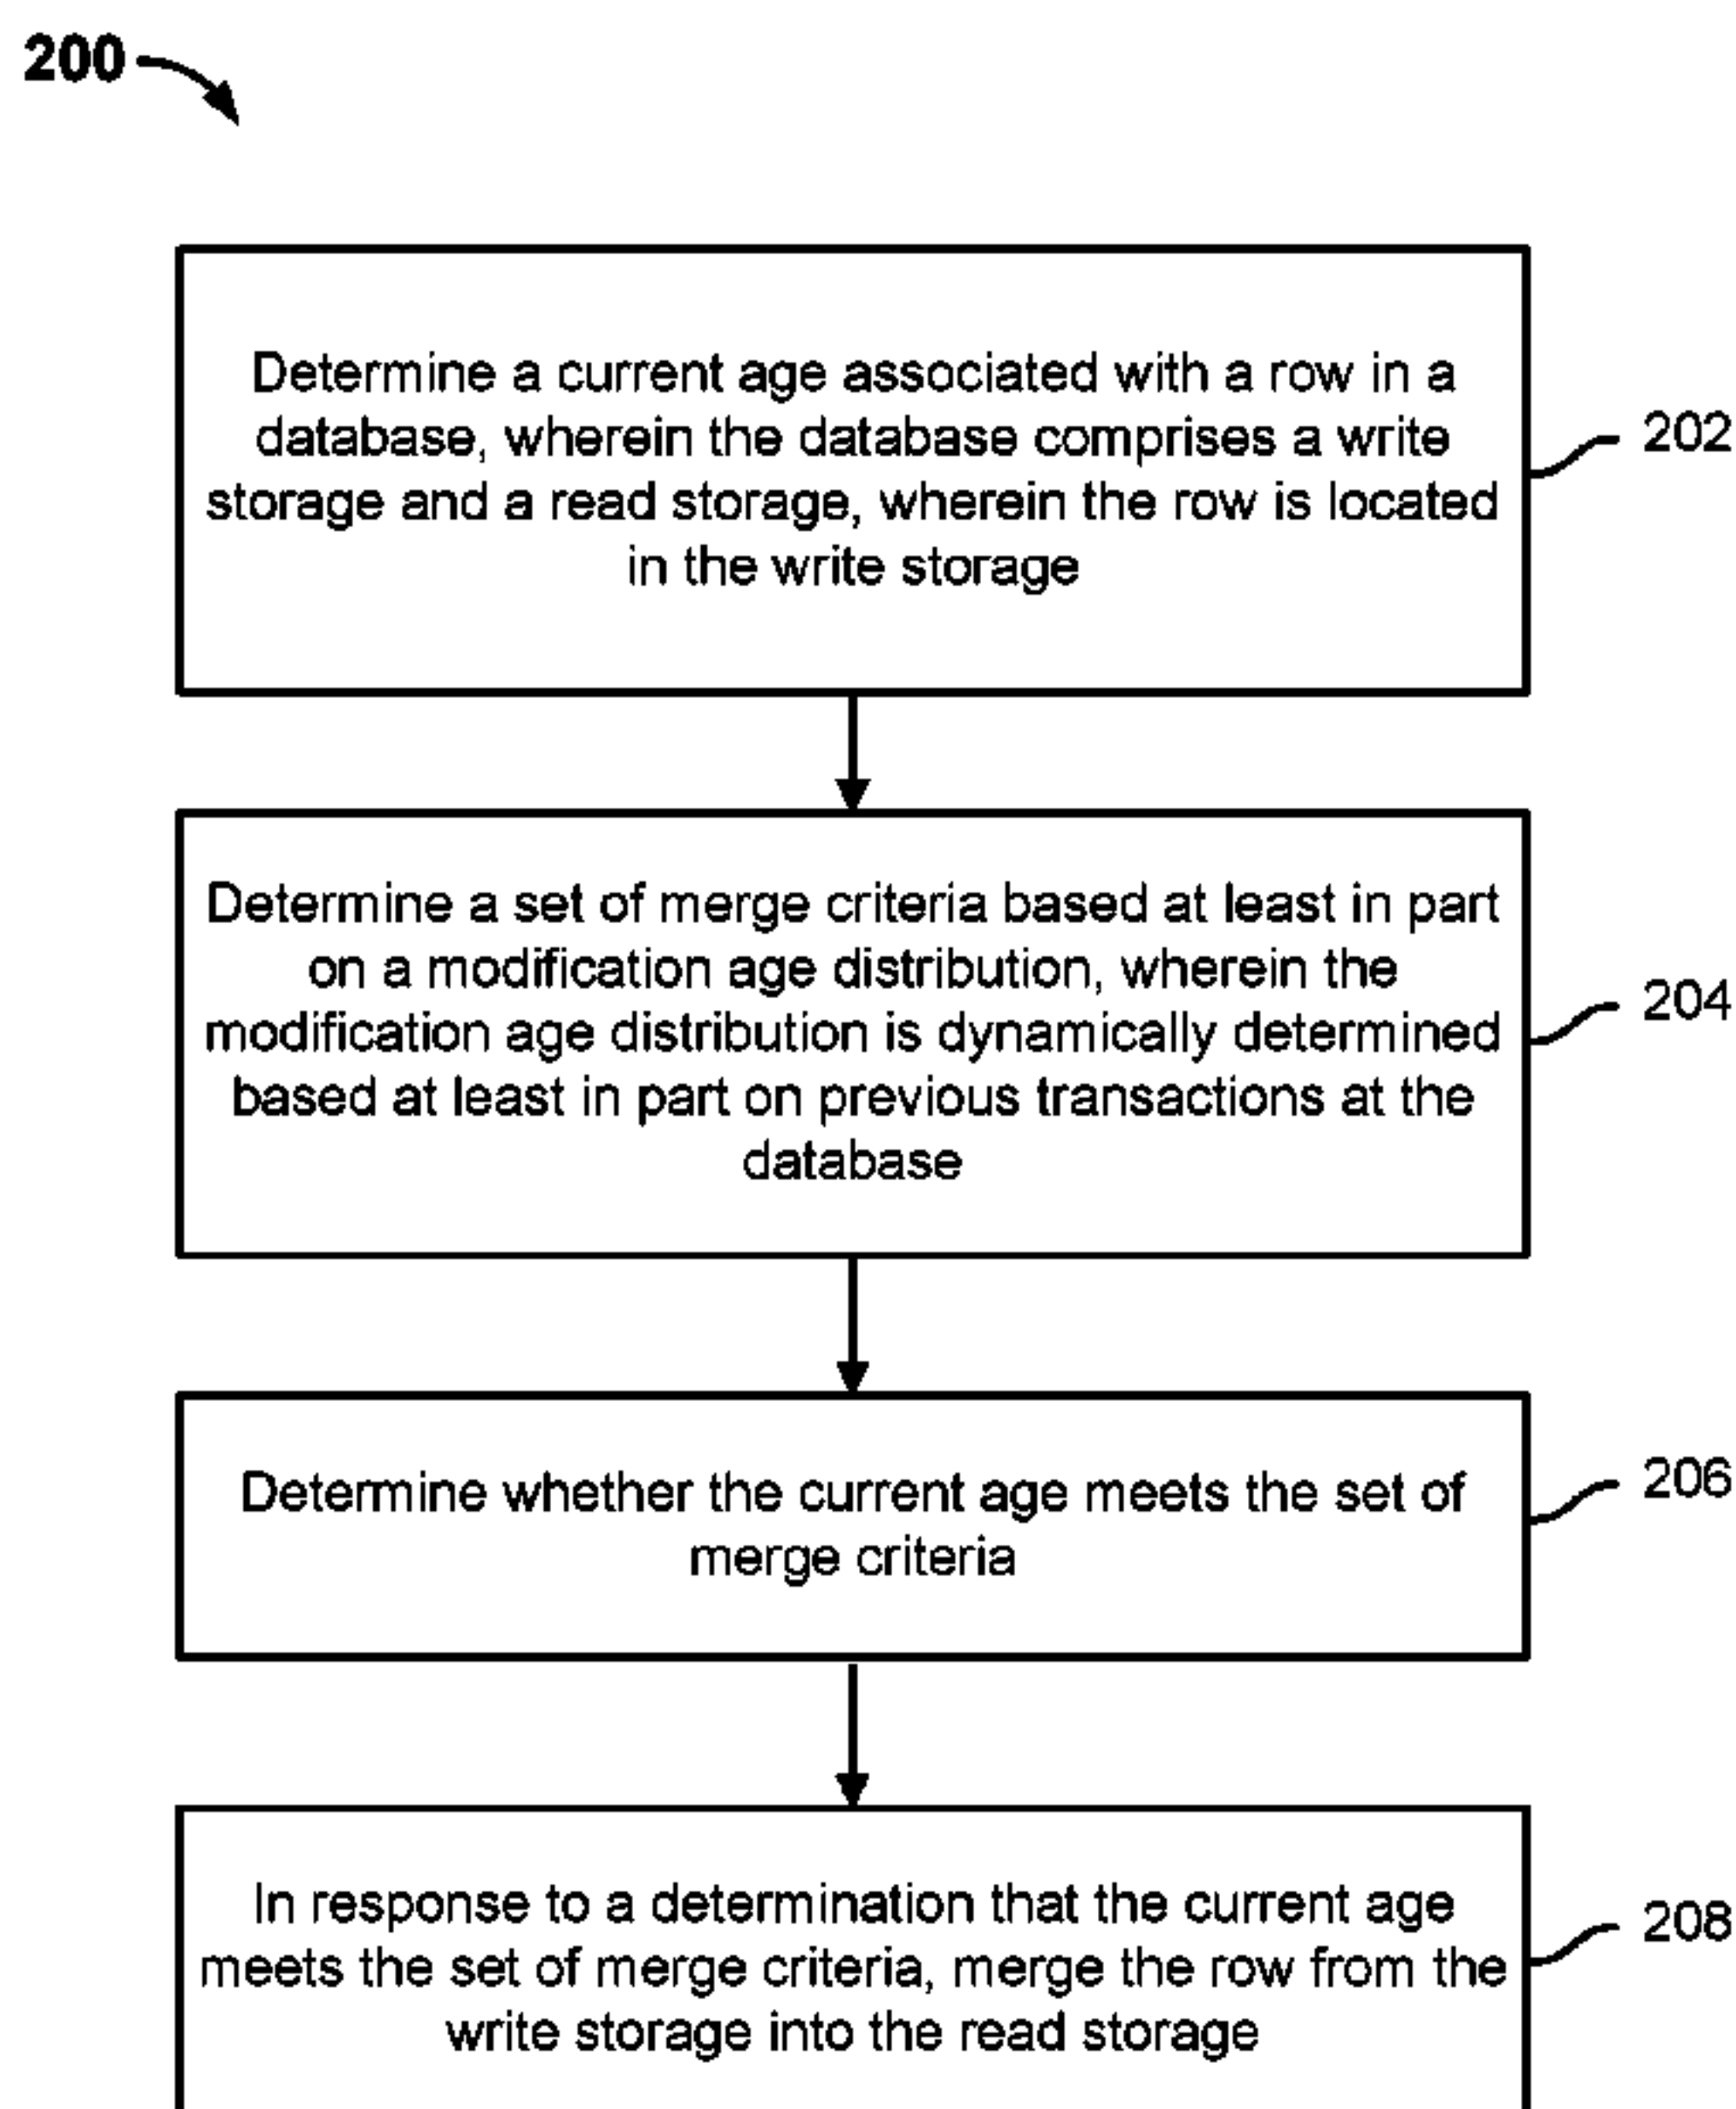 200
Determine a current age associated with a row in a
database, wherein the database comprises a write
storage and a read storage, wherein the row is located
in the write storage
202
Determine a set of merge criteria based at least in part
on a modification age distribution, wherein the
modification age distribution is dynamically determined
based at least in part on previous transactions at the
database
204
Determine whether the current age meets the set of
merge criteria
206
In response to a determination that the current age
meets the set of merge criteria, merge the row from the
write storage into the read storage
208